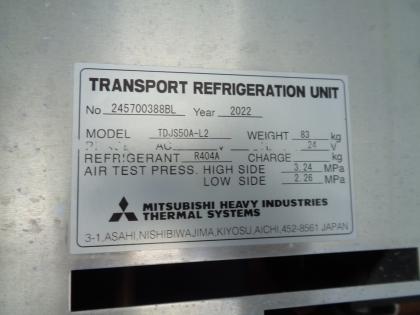 TRANSPORT REFRIGERATION UNIT
No 245700388BL Year 2022
MODEL TDJS50A-L2 WEIGHT 83 kg
AC V 24 V
REFRIGERANT R404A CHARGE kg
AIR TEST PRESS. HIGH SIDE 3.24 MPa
LOW SIDE 2.26 MPa
MITSUBISHI HEAVY INDUSTRIES
THERMAL SYSTEMS
3-1,ASAHI,NISHIBIWAJIMA,KIYOSU,AICHI,452-8561 JAPAN